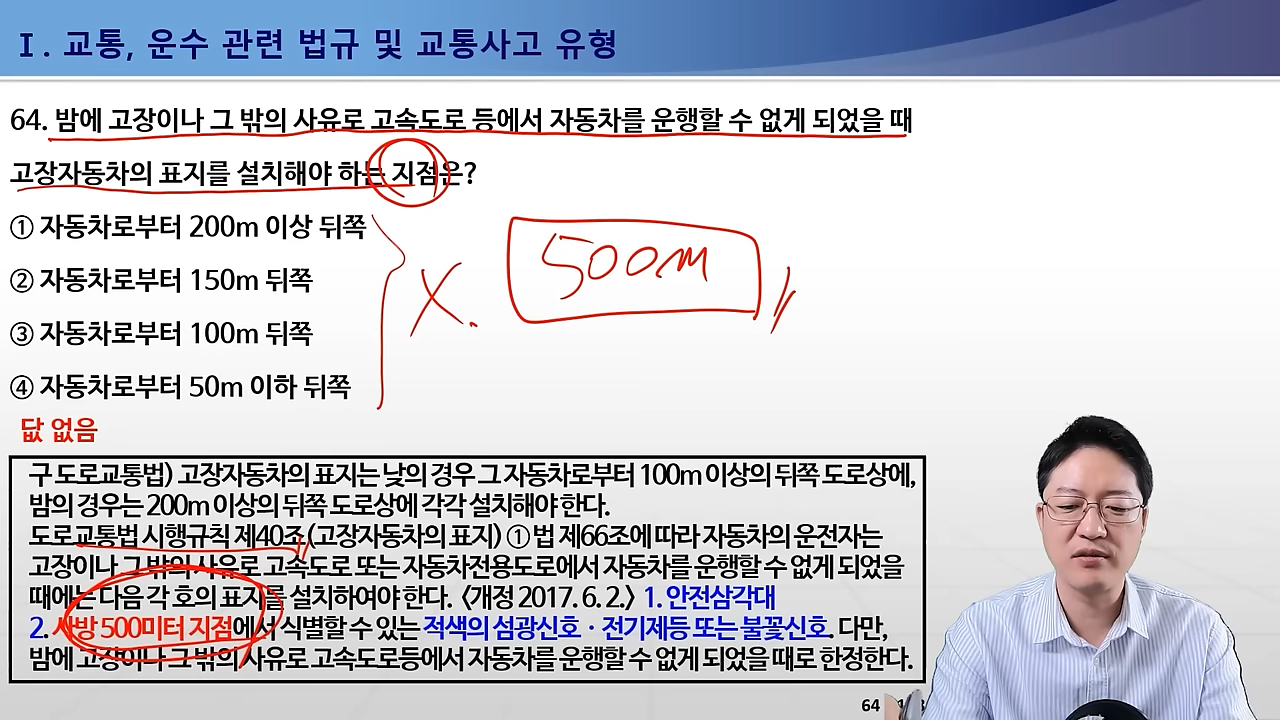 Ⅰ. 교통, 운수 관련 법규 및 교통사고 유형
64. 밤에 고장이나 그 밖의 사유로 고속도로 등에서 자동차를 운행할 수 없게 되었을 때
고장자동차의 표지를 설치해야 하는 지점은?
① 자동차로부터 200m 이상 뒤쪽
② 자동차로부터 150m 뒤쪽
③ 자동차로부터 100m 뒤쪽
④ 자동차로부터 50m 이하 뒤쪽
X.
500m
답 없음
구 도로교통법) 고장자동차의 표지는 낮의 경우 그 자동차로부터 100m 이상의 뒤쪽 도로상에,
밤의 경우는 200m 이상의 뒤쪽 도로상에 각각 설치해야 한다.
도로교통법 시행규칙 제40조 (고장자동차의 표지) ① 법 제66조에 따라 자동차의 운전자는
고장이나 그 밖의 사유로 고속도로 또는 자동차전용도로에서 자동차를 운행할 수 없게 되었을
때에는 다음 각 호의 표지를 설치하여야 한다. <개정 2017. 6. 2.> 1. 안전삼각대
2. 사방 500미터 지점에서 식별할 수 있는 적색의 섬광신호ㆍ전기제등 또는 불꽃신호. 다만,
밤에 고장이나 그 밖의 사유로 고속도로등에서 자동차를 운행할 수 없게 되었을 때로 한정한다.
64